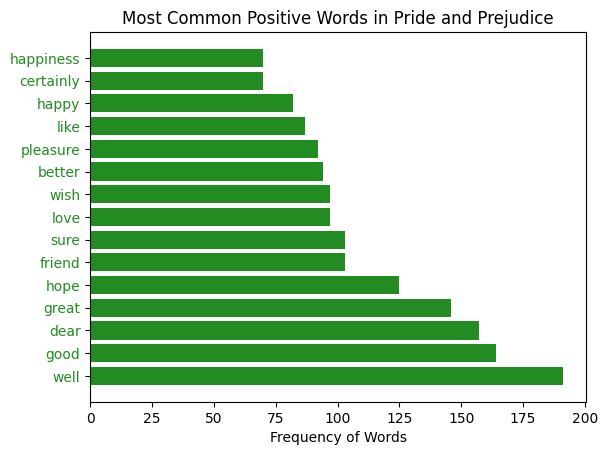 Most Common Positive Words in Pride and Prejudice
happiness
certainly
happy
like
pleasure
better
wish
love
sure
friend
hope
great
dear
good
well
0 25 50 75 100 125 150 175 200
Frequency of Words